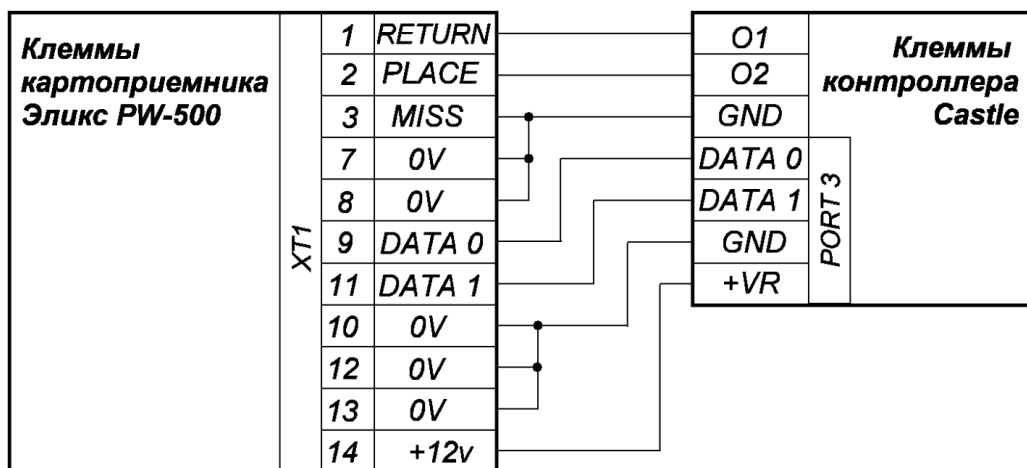 Клеммы
картоприемника
Эликс PW-500
XT1
1 RETURN
2 PLACE
3 MISS
7 0V
8 0V
9 DATA 0
11 DATA 1
10 0V
12 0V
13 0V
14 +12v
O1
O2
GND
DATA 0
DATA 1
GND
+VR
PORT 3
Клеммы
контроллера
Castle